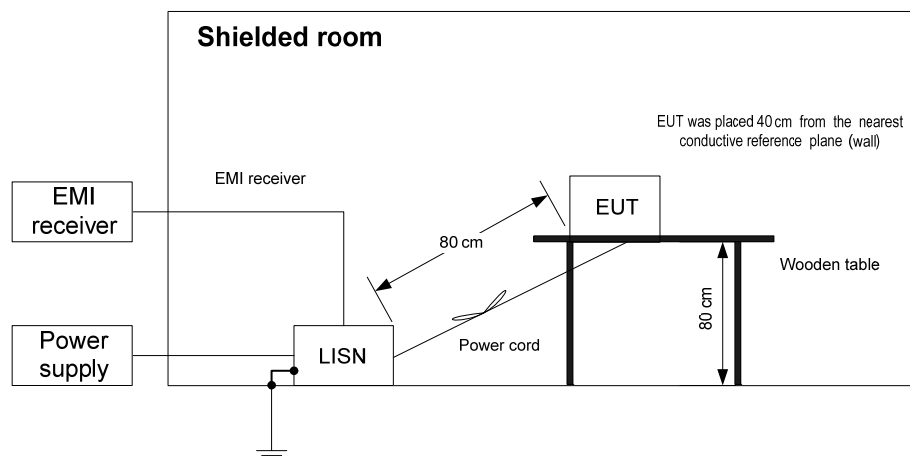 Shielded room
EUT was placed 40 cm from the nearest
conductive reference plane (wall)
EMI receiver
EMI
receiver
EUT
80 cm
Wooden table
80 cm
Power
supply
LISN
Power cord